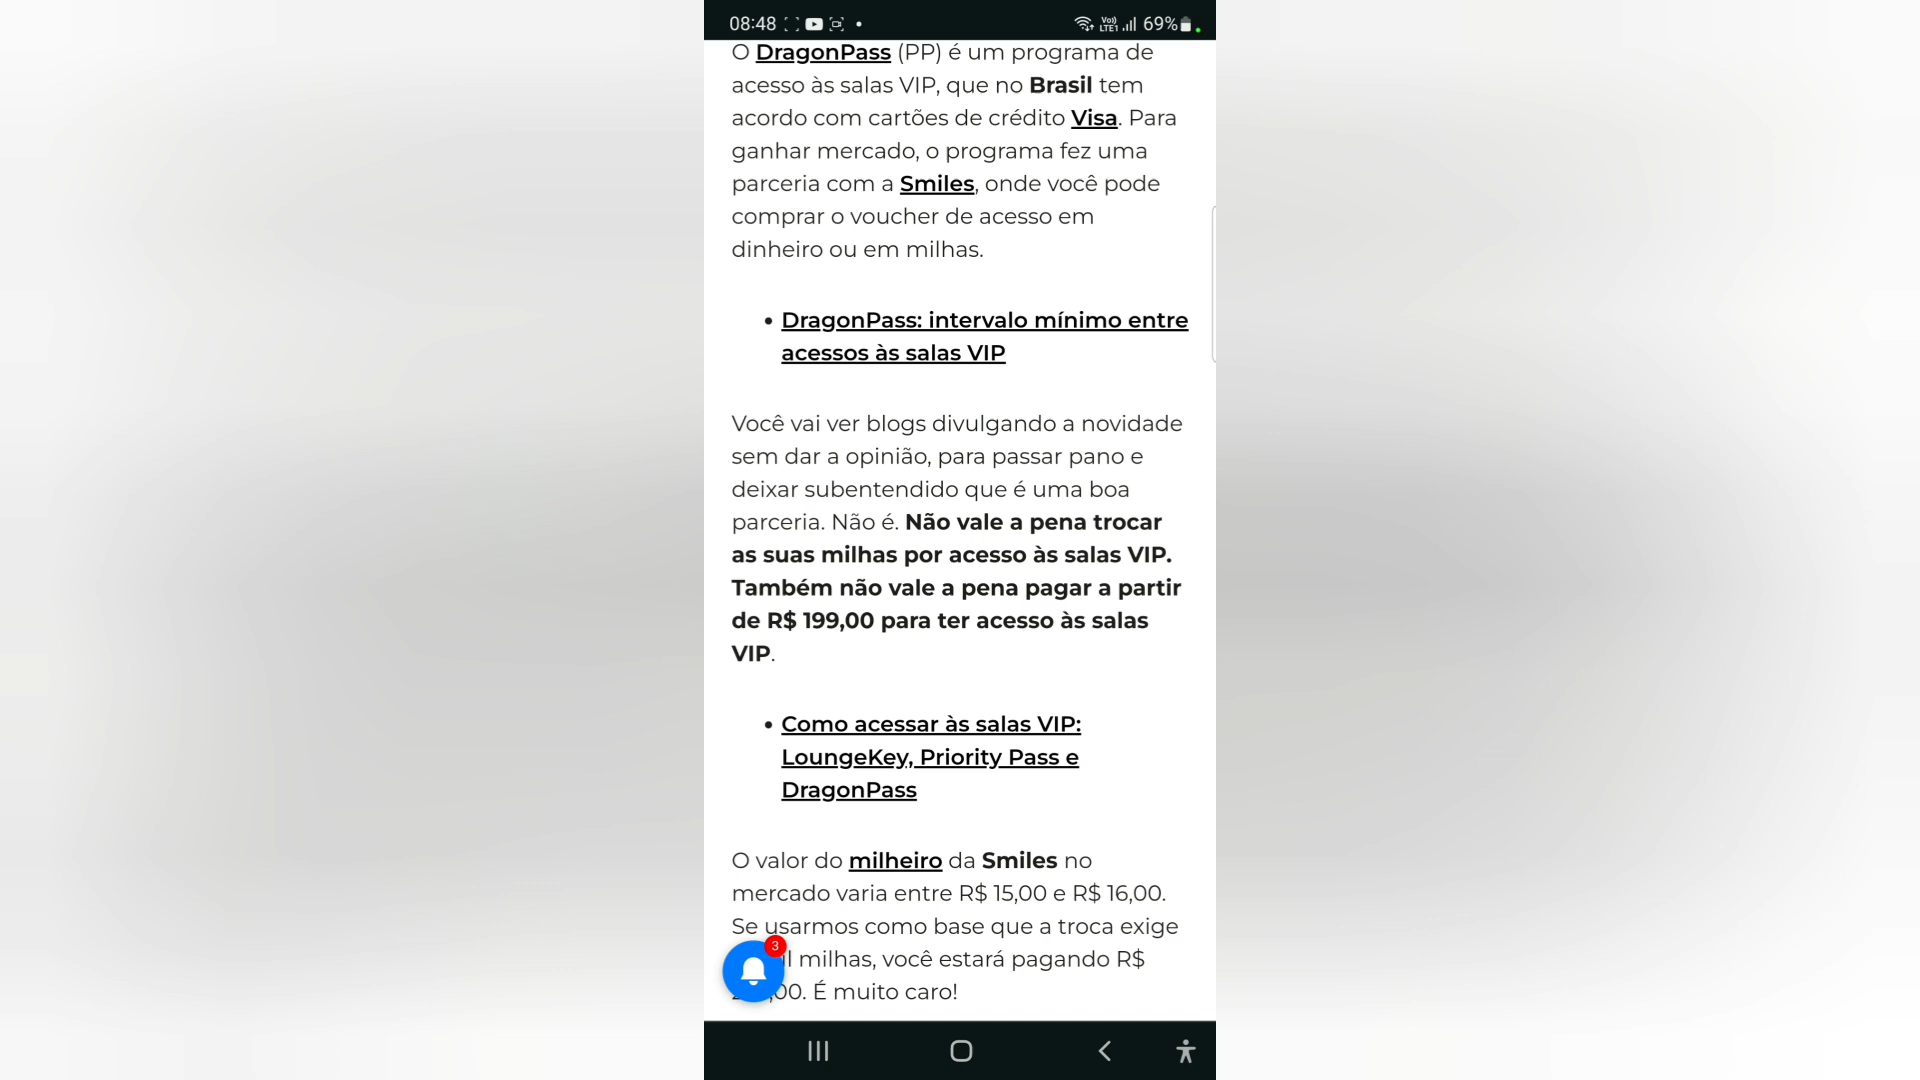 08:48
Vo)) LTE1 69%
O DragonPass (PP) é um programa de
acesso às salas VIP, que no Brasil tem
acordo com cartões de crédito Visa. Para
ganhar mercado, o programa fez uma
parceria com a Smiles, onde você pode
comprar o voucher de acesso em
dinheiro ou em milhas.
• DragonPass: intervalo mínimo entre
acessos às salas VIP
Você vai ver blogs divulgando a novidade
sem dar a opinião, para passar pano e
deixar subentendido que é uma boa
parceria. Não é. Não vale a pena trocar
as suas milhas por acesso às salas VIP.
Também não vale a pena pagar a partir
de R$ 199,00 para ter acesso às salas
VIP.
• Como acessar às salas VIP:
LoungeKey, Priority Pass e
DragonPass
O valor do milheiro da Smiles no
mercado varia entre R$ 15,00 e R$ 16,00.
Se usarmos como base que a troca exige
3
milhas, você estará pagando R$
,00. É muito caro!